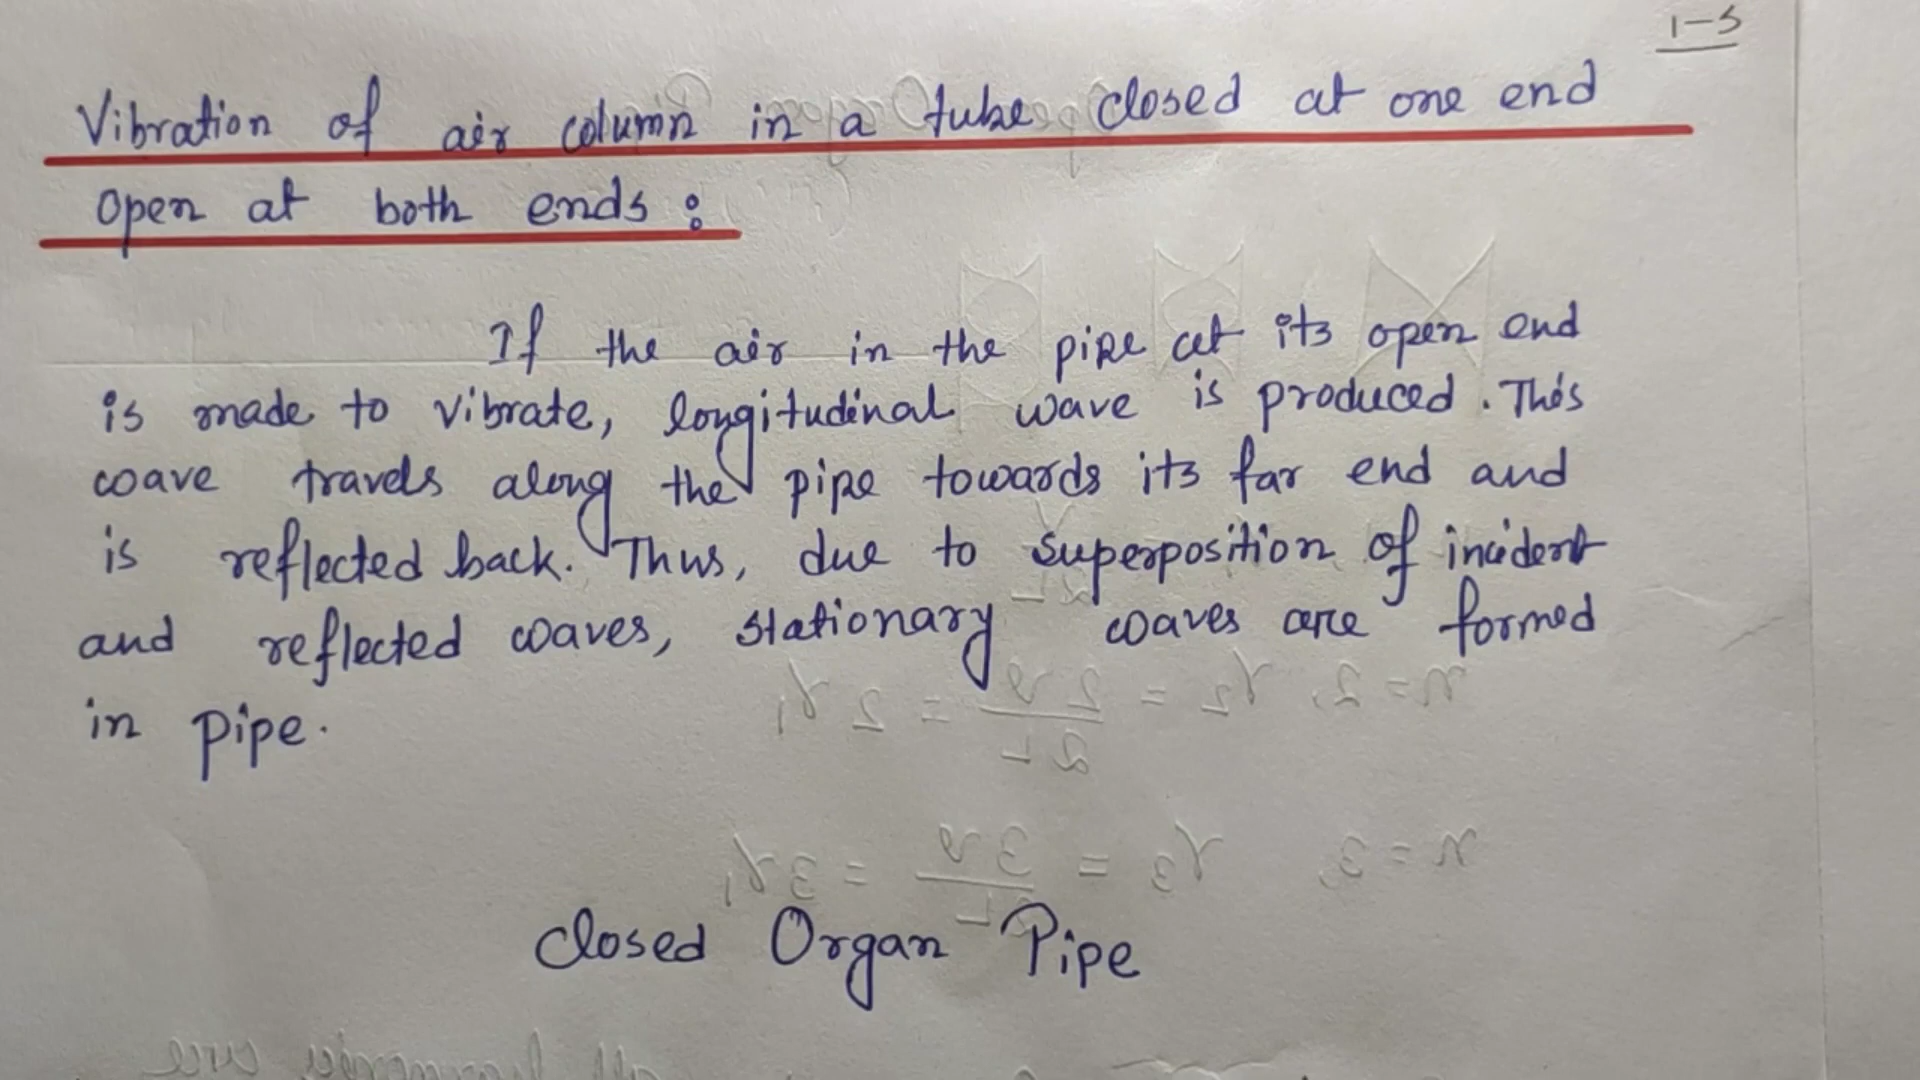 1-5
Vibration of air column in a tube closed at one end
open at both ends :
If the air in the pipe at its open end
is made to vibrate, longitudinal wave is produced. This
wave travels along the pipe towards its far end and
is reflected back. Thus, due to superposition of incident
and reflected waves, stationary waves are formed
in pipe.
Closed Organ Pipe